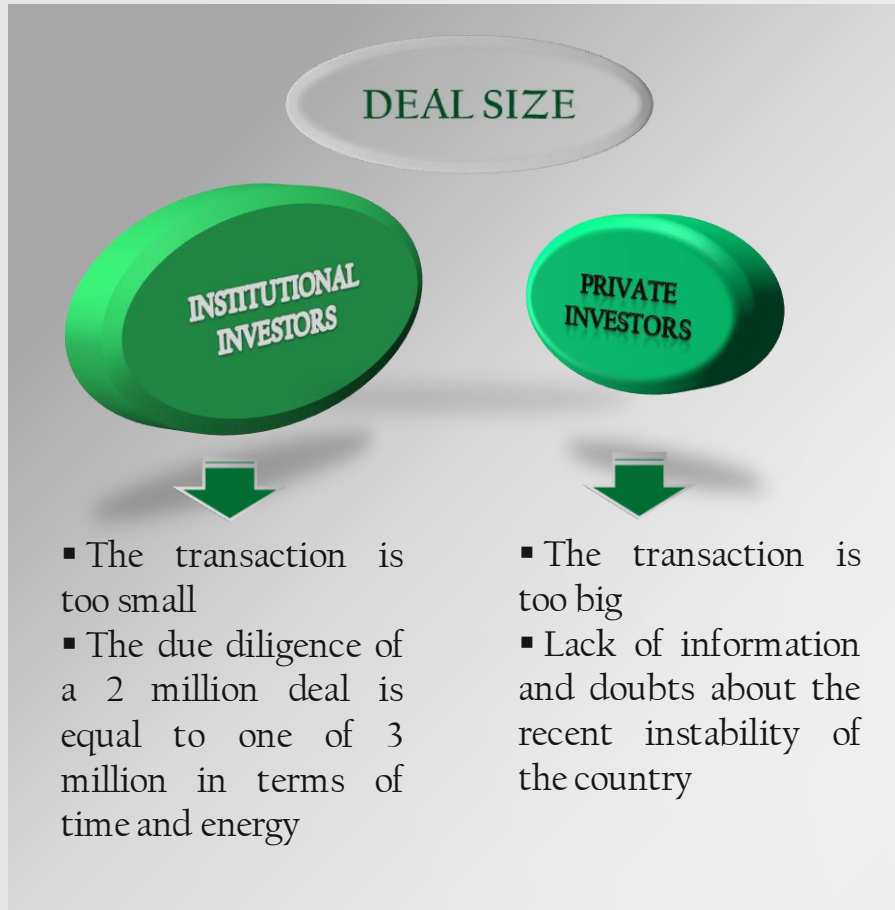 DEAL SIZE
INSTITUTIONAL
INVESTORS
PRIVATE
INVESTORS
▪ The transaction is
too small
▪ The due diligence of
a 2 million deal is
equal to one of 3
million in terms of
time and energy
▪ The transaction is
too big
▪ Lack of information
and doubts about the
recent instability of
the country